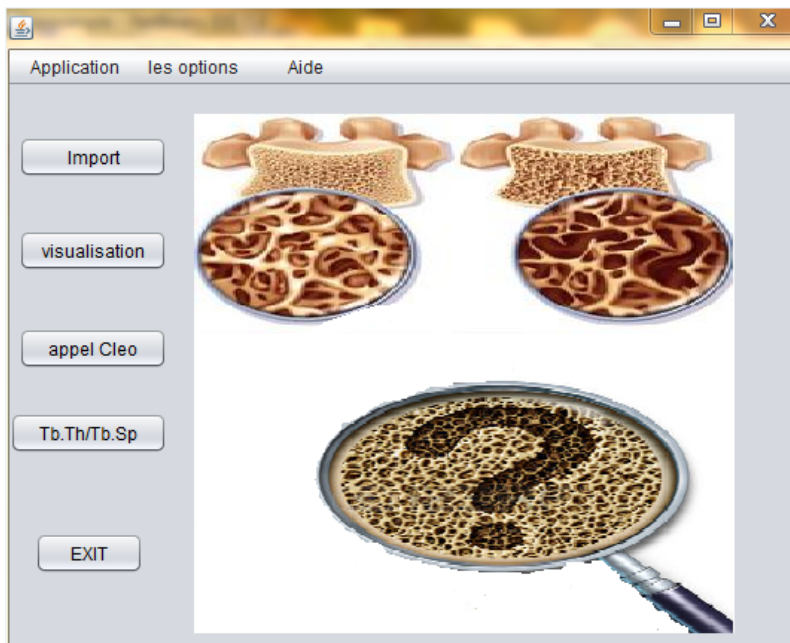 Application les options Aide
Import
visualisation
appel Cleo
Tb.Th/Tb.Sp
EXIT
?